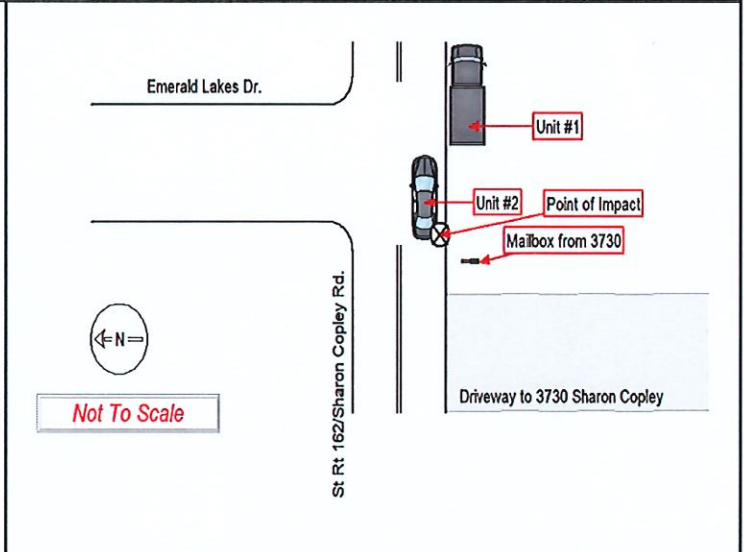 Emerald Lakes Dr.
Unit #1
Unit #2
Point of Impact
Mailbox from 3730
N
Not To Scale
St Rt 162/Sharon Copley Rd.
Driveway to 3730 Sharon Copley